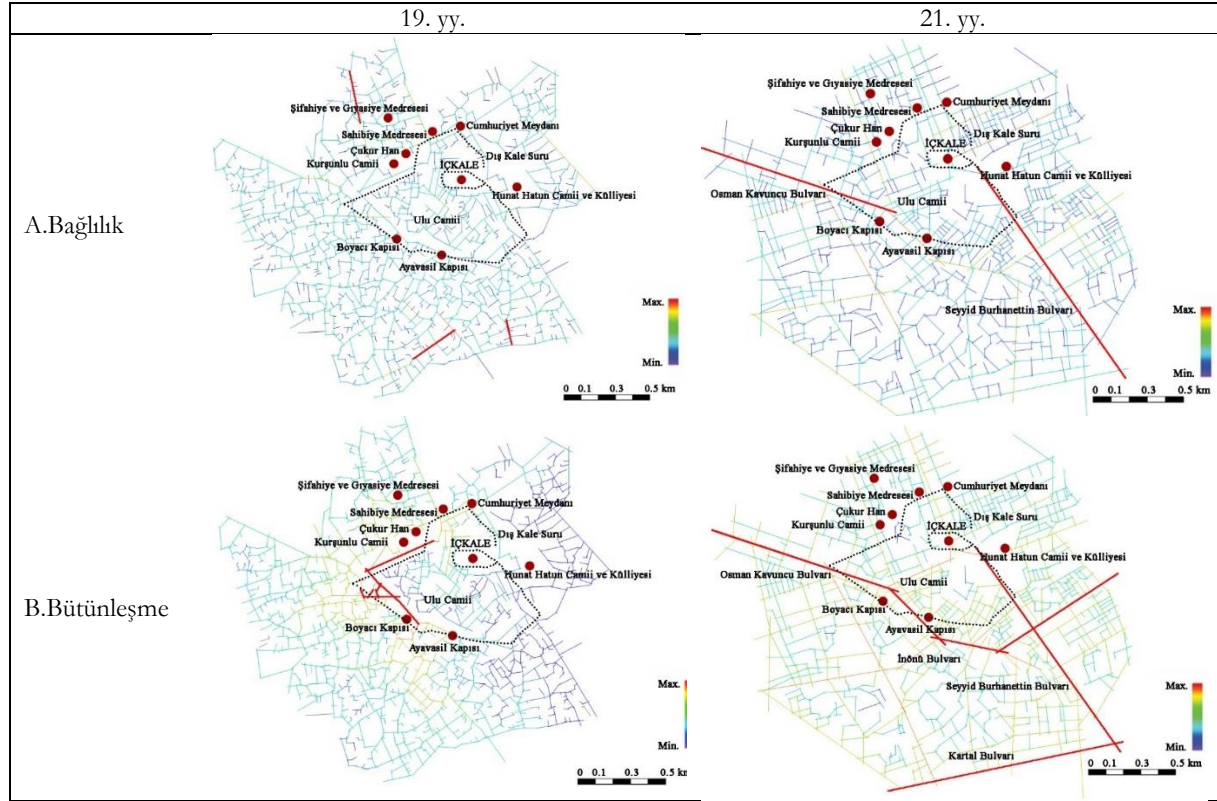 19. yy.
21. yy.
A.Bağlılık
Şifahiye ve Gıyasiye Medresesi
Sahibiye Medresesi
Cumhuriyet Meydanı
Çukur Han
Kurşunlu Camii
Dış Kale Suru
İÇKALE
Hunat Hatun Camii ve Külliyesi
Ulu Camii
Boyacı Kapısı
Ayavasil Kapısı
Max.
Min.
0 0.1 0.3 0.5 km
Şifahiye ve Gıyasiye Medresesi
Cumhuriyet Meydanı
Sahibiye Medresesi
Çukur Han
Kurşunlu Camii
Dış Kale Suru
İÇKALE
Hunat Hatun Camii ve Külliyesi
Osman Kavuncu Bulvarı
Ulu Camii
Boyacı Kapısı
Ayavasil Kapısı
Seyyid Burhanettin Bulvarı
Max.
Min.
0 0.1 0.3 0.5 km
B.Bütünleşme
Şifahiye ve Gıyasiye Medresesi
Cumhuriyet Meydanı
Sahibiye Medresesi
Çukur Han
Kurşunlu Camii
Dış Kale Suru
İÇKALE
Hunat Hatun Camii ve Külliyesi
Ulu Camii
Boyacı Kapısı
Ayavasil Kapısı
Max.
Min.
0 0.1 0.3 0.5 km
Şifahiye ve Gıyasiye Medresesi
Cumhuriyet Meydanı
Sahibiye Medresesi
Çukur Han
Kurşunlu Camii
Dış Kale Suru
İÇKALE
Hunat Hatun Camii ve Külliyesi
Osman Kavuncu Bulvarı
Ulu Camii
Boyacı Kapısı
Ayavasil Kapısı
İnönü Bulvarı
Seyyid Burhanettin Bulvarı
Max.
Min.
Kartal Bulvarı
0 0.1 0.3 0.5 km